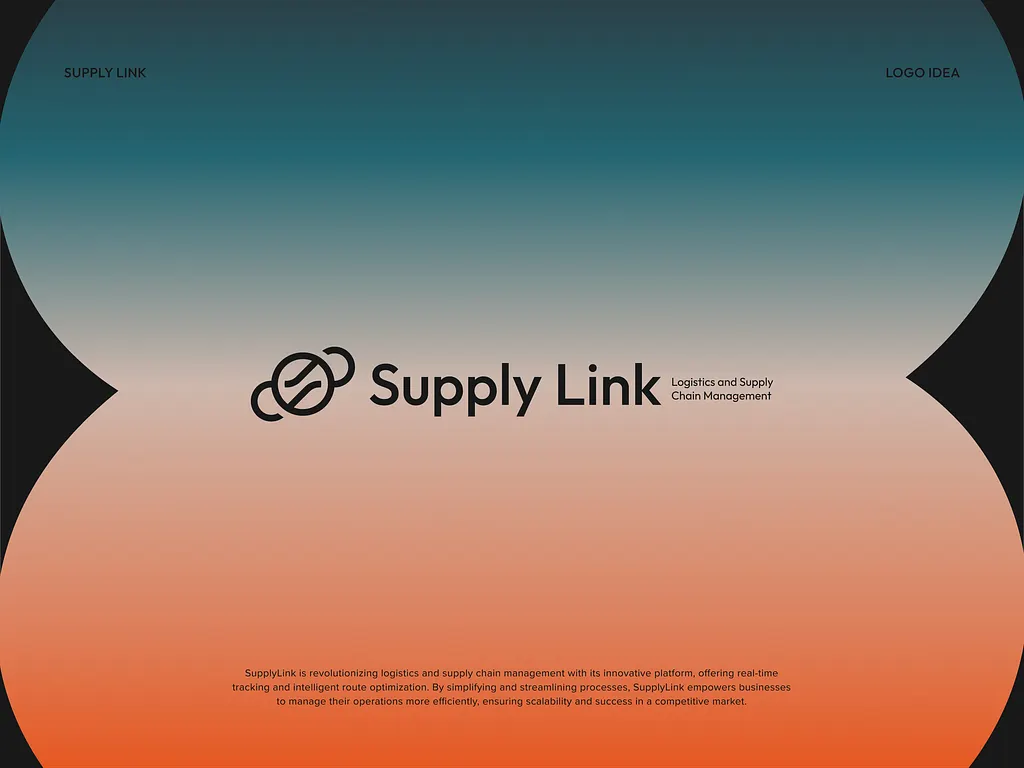 SUPPLY LINK
LOGO IDEA
Supply Link
Logistics and Supply
Chain Management
SupplyLink is revolutionizing logistics and supply chain management with its innovative platform, offering real-time
tracking and intelligent route optimization. By simplifying and streamlining processes, SupplyLink empowers businesses
to manage their operations more efficiently, ensuring scalability and success in a competitive market.